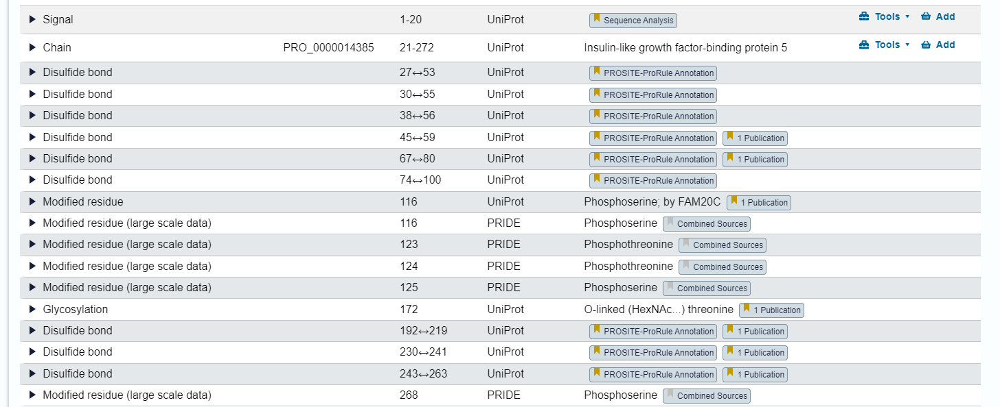 Signal 1-20 UniProt Sequence Analysis Tools Add
Chain PRO_0000014385 21-272 UniProt Insulin-like growth factor-binding protein 5 Tools Add
Disulfide bond 27↔53 UniProt PROSITE-ProRule Annotation
Disulfide bond 30↔55 UniProt PROSITE-ProRule Annotation
Disulfide bond 38↔56 UniProt PROSITE-ProRule Annotation
Disulfide bond 45↔59 UniProt PROSITE-ProRule Annotation 1 Publication
Disulfide bond 67↔80 UniProt PROSITE-ProRule Annotation 1 Publication
Disulfide bond 74↔100 UniProt PROSITE-ProRule Annotation
Modified residue 116 UniProt Phosphoserine; by FAM20C 1 Publication
Modified residue (large scale data) 116 PRIDE Phosphoserine Combined Sources
Modified residue (large scale data) 123 PRIDE Phosphothreonine Combined Sources
Modified residue (large scale data) 124 PRIDE Phosphothreonine Combined Sources
Modified residue (large scale data) 125 PRIDE Phosphoserine Combined Sources
Glycosylation 172 UniProt O-linked (HexNAc...) threonine 1 Publication
Disulfide bond 192↔219 UniProt PROSITE-ProRule Annotation 1 Publication
Disulfide bond 230↔241 UniProt PROSITE-ProRule Annotation 1 Publication
Disulfide bond 243↔263 UniProt PROSITE-ProRule Annotation 1 Publication
Modified residue (large scale data) 268 PRIDE Phosphoserine Combined Sources